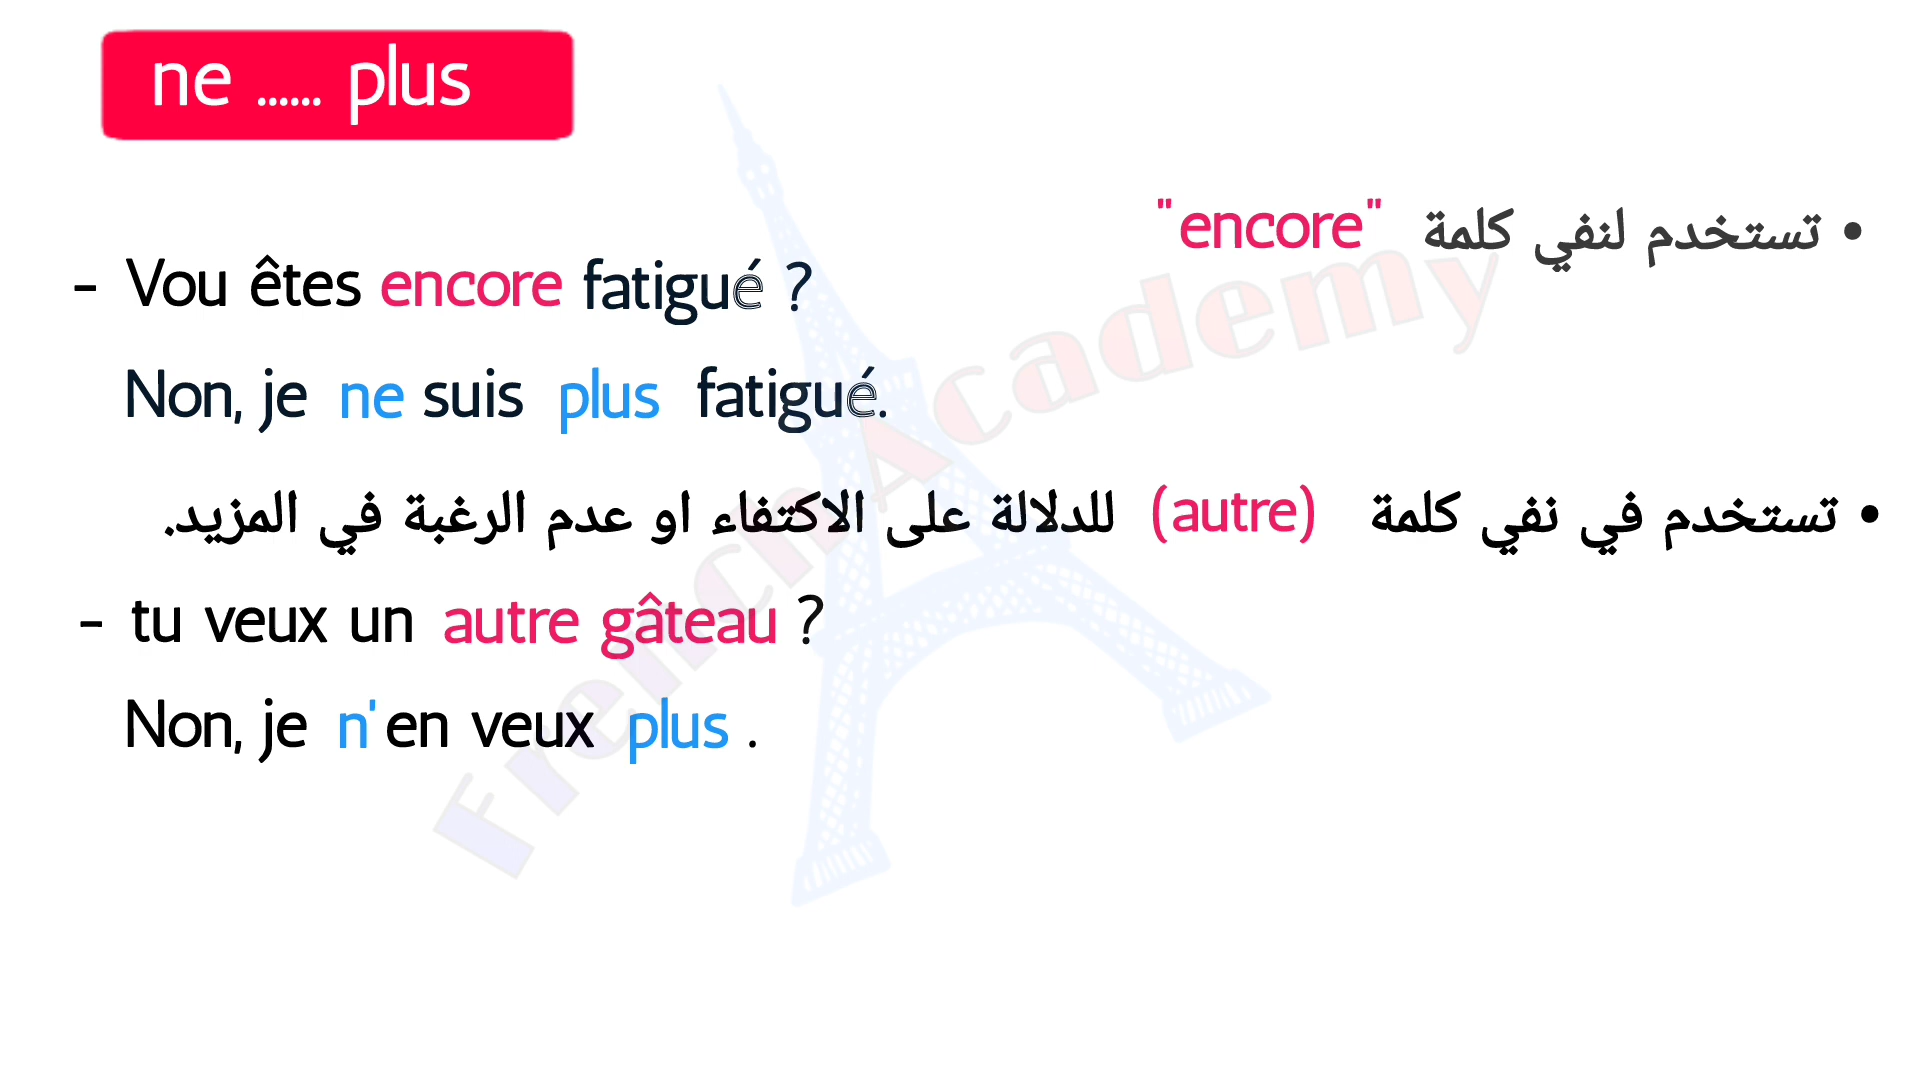 ne ...... plus
• تستخدم لنفي كلمة "encore"
- Vou êtes encore fatigué ?
Non, je ne suis plus fatigué.
• تستخدم في نفي كلمة (autre) للدلالة على الاكتفاء او عدم الرغبة في المزيد.
- tu veux un autre gâteau ?
Non, je n'en veux plus .
French Academy